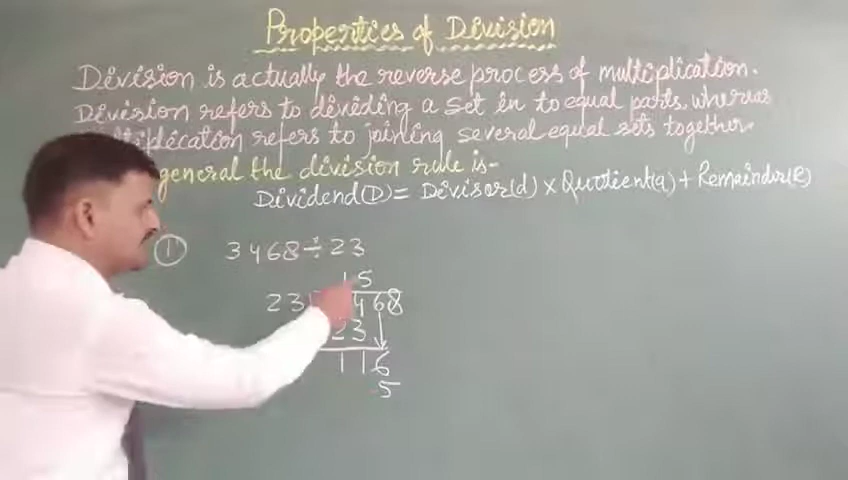 Properties of Division
Division is actually the reverse process of multiplication.
Division refers to dividing a set in to equal parts, whereas
multiplication refers to joining several equal sets together.
general the division rule is-
Dividend(D) = Divisor(d) × Quotient(q) + Remainder(R)
① 3468÷23
15
23 468
23
116
5